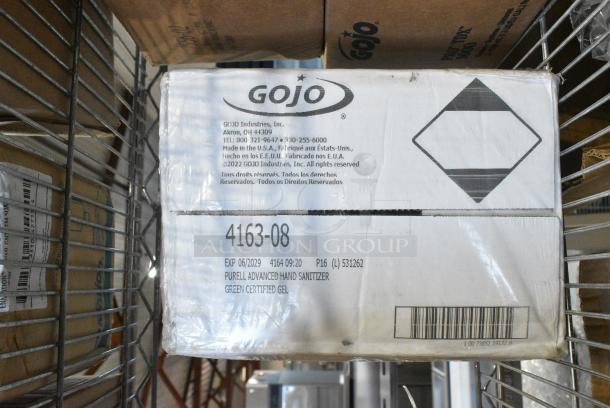 GOJO
GOJO
®
GOJO Industries, Inc.
Akron, OH 44309
TEL: 800-321-9647 • 330-255-6000
Made in the U.S.A., Fabriqué aux États-Unis,
Hecho en los E.E.U.U. Fabricado nos E.U.A.
©2022 GOJO Industries, Inc. All rights reserved
Tous droits réservés. Todos los derechos
Reservados. Todos os Direitos Reservados
AUCTION GROUP
4163-08
EXP 06/2029 4164 09:20 P16 (L) 531262
PURELL ADVANCED HAND SANITIZER
GREEN CERTIFIED GEL